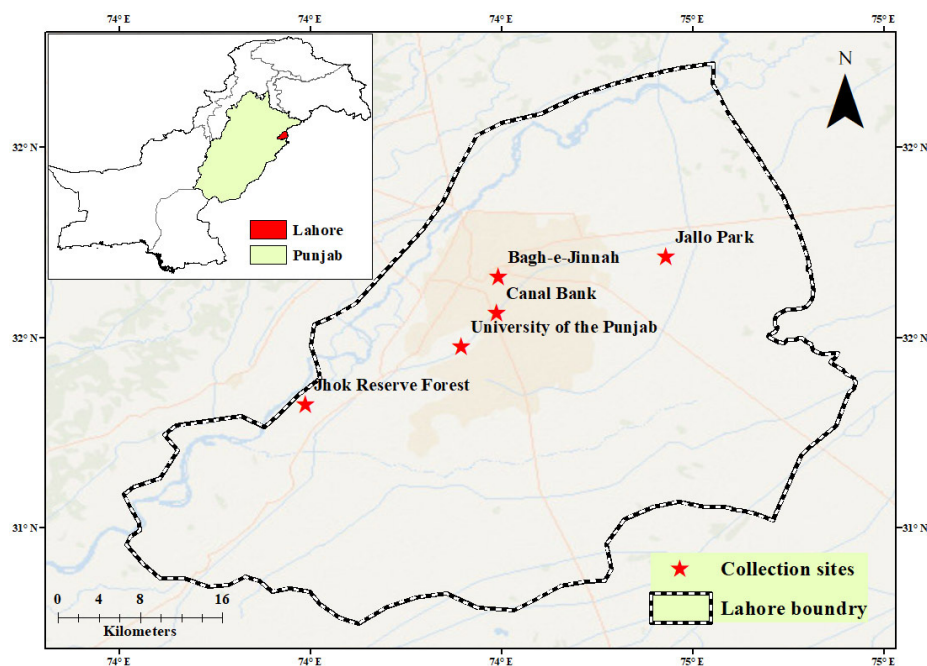 74°E 74°E 74°E 75°E 75°E
N
32°N 32°N
Lahore
Punjab
Jallo Park
Bagh-e-Jinnah
Canal Bank
University of the Punjab
32°N 32°N
Jhok Reserve Forest
31°N 31°N
Collection sites
Lahore boundry
0 4 8 12 16
Kilometers
74°E 74°E 74°E 75°E 75°E